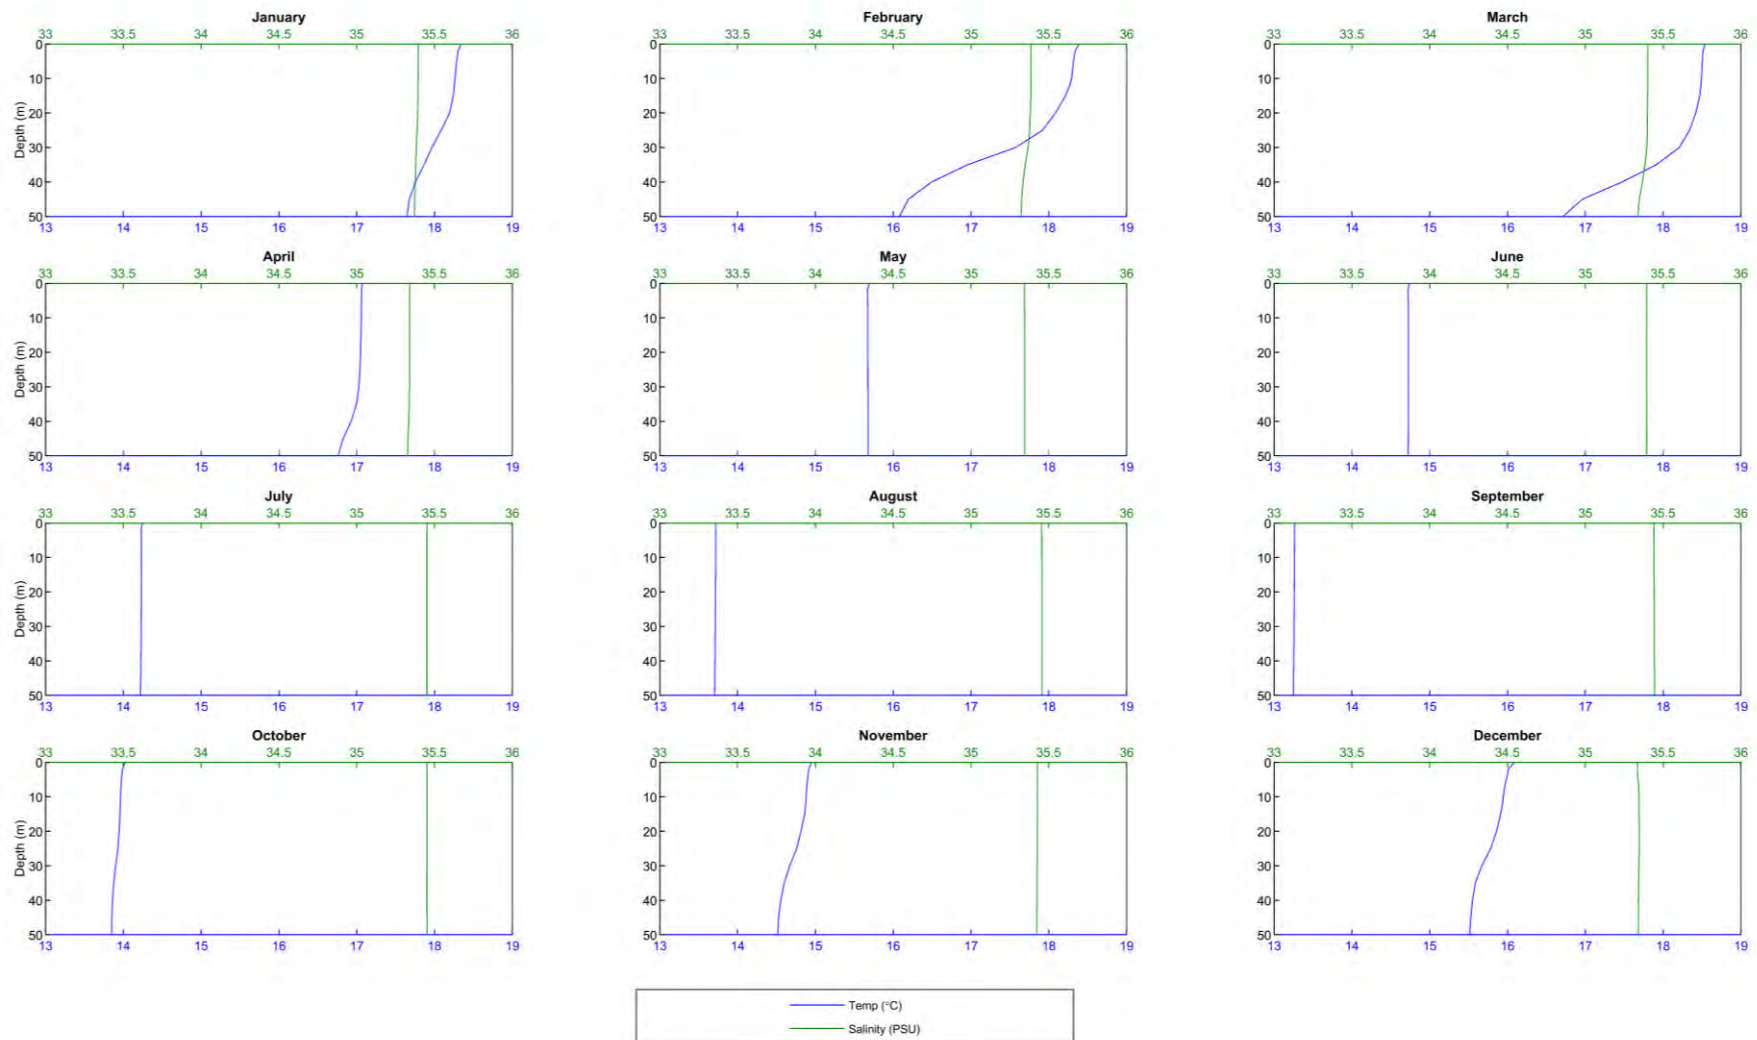 January February March
33 33.5 34 34.5 35 35.5 36 33 33.5 34 34.5 35 35.5 36 33 33.5 34 34.5 35 35.5 36
0 0 0
10 10 10
20 20 20
30 30 30
40 40 40
50 50 50
Depth (m)
13 14 15 16 17 18 19 13 14 15 16 17 18 19 13 14 15 16 17 18 19
April May June
33 33.5 34 34.5 35 35.5 36 33 33.5 34 34.5 35 35.5 36 33 33.5 34 34.5 35 35.5 36
0 0 0
10 10 10
20 20 20
30 30 30
40 40 40
50 50 50
Depth (m)
13 14 15 16 17 18 19 13 14 15 16 17 18 19 13 14 15 16 17 18 19
July August September
33 33.5 34 34.5 35 35.5 36 33 33.5 34 34.5 35 35.5 36 33 33.5 34 34.5 35 35.5 36
0 0 0
10 10 10
20 20 20
30 30 30
40 40 40
50 50 50
Depth (m)
13 14 15 16 17 18 19 13 14 15 16 17 18 19 13 14 15 16 17 18 19
October November December
33 33.5 34 34.5 35 35.5 36 33 33.5 34 34.5 35 35.5 36 33 33.5 34 34.5 35 35.5 36
0 0 0
10 10 10
20 20 20
30 30 30
40 40 40
50 50 50
Depth (m)
13 14 15 16 17 18 19 13 14 15 16 17 18 19 13 14 15 16 17 18 19
Temp (°C)
Salinity (PSU)